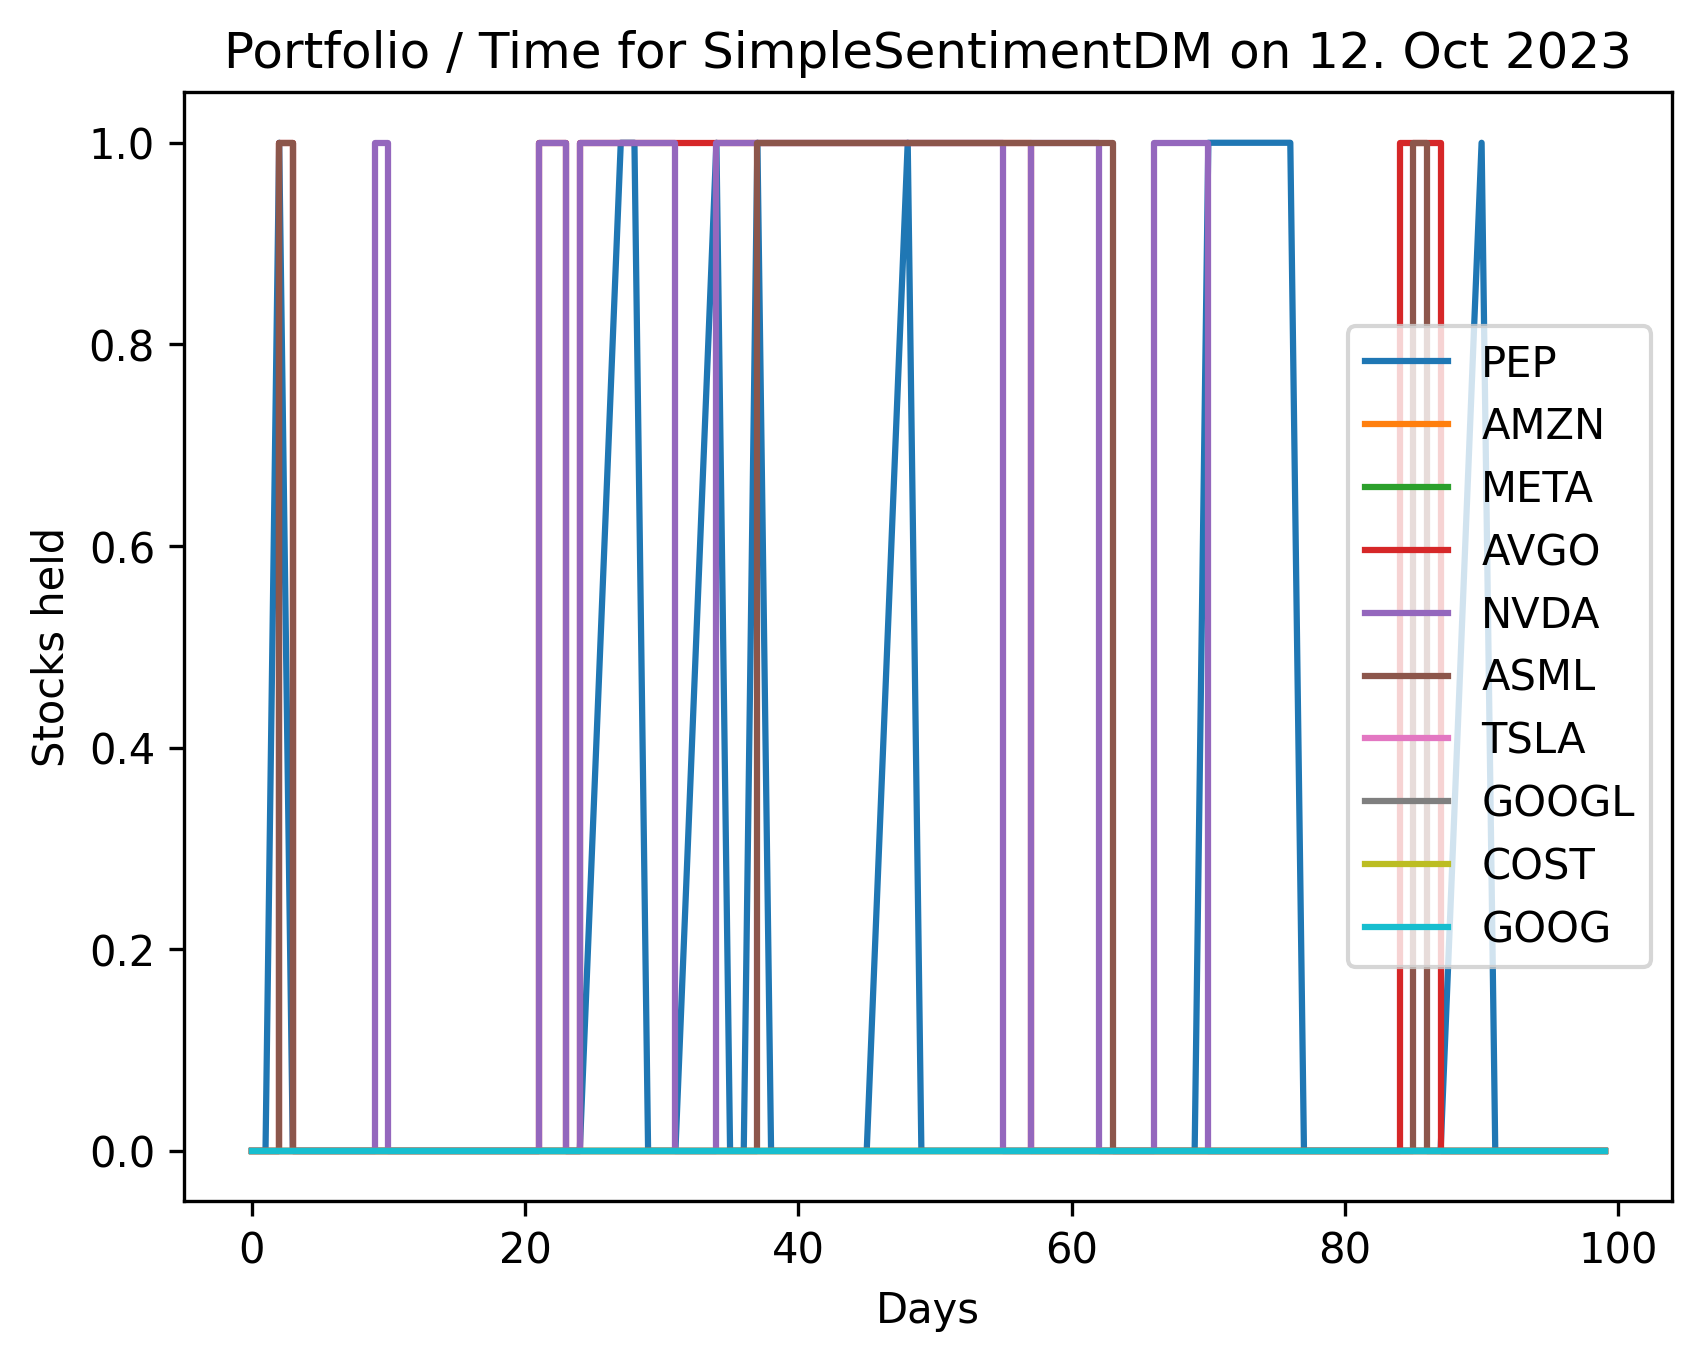 Portfolio / Time for SimpleSentimentDM on 12. Oct 2023
1.0
0.8
0.6
0.4
0.2
0.0
Stocks held
PEP
AMZN
META
AVGO
NVDA
ASML
TSLA
GOOGL
COST
GOOG
0 20 40 60 80 100
Days